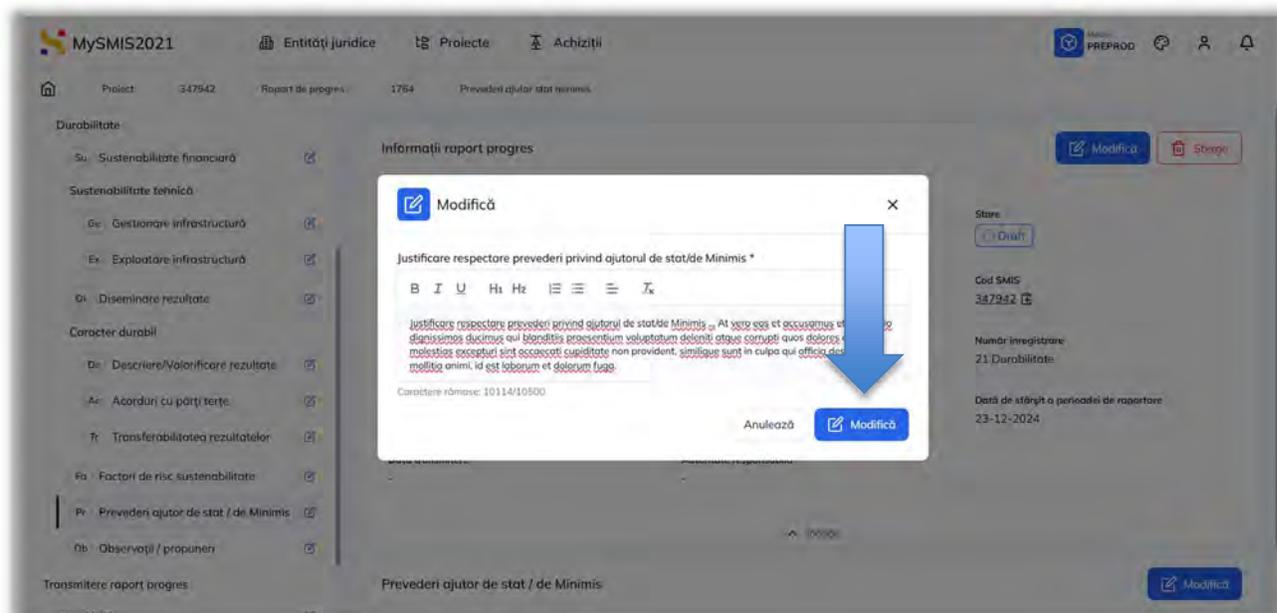 MySMIS2021
Entități juridice
Proiecte
Achiziții
Mediu
PREPROD
Proiect
347942
Raport de progres
1764
Prevederi ajutor stat minimis
Durabilitate
Su Sustenabilitate financiară
Sustenabilitate tehnică
Ge Gestionare infrastructură
Ex Exploatare infrastructură
Di Diseminare rezultate
Caracter durabil
De Descriere/Valorificare rezultate
Ac Acorduri cu părți terțe
Tr Transferabilitatea rezultatelor
Fa Factori de risc sustenabilitate
Pr Prevederi ajutor de stat / de Minimis
Ob Observații / propuneri
Transmitere raport progres
Informații raport progres
Modifică
Șterge
Modifică
Justificare respectare prevederi privind ajutorul de stat/de Minimis *
B I U H1 H2
Justificare respectare prevederi privind ajutorul de stat/de Minimis .. At vero eos et accusamus et
dignissimos ducimus qui blanditiis praesentium voluptatum deleniti atque corrupti quos dolores
molestias excepturi sint occaecati cupiditate non provident, similique sunt in culpa qui officia
mollitia animi, id est laborum et dolorum fuga.
Caractere rămase: 10114/10500
Anulează
Modifică
Stare
Draft
Cod SMIS
347942
Număr înregistrare
21 Durabilitate
Dată de sfârșit a perioadei de raportare
23-12-2024
Data transmitere
Autoritate responsabilă
-
-
Închide
Prevederi ajutor de stat / de Minimis
Modifică